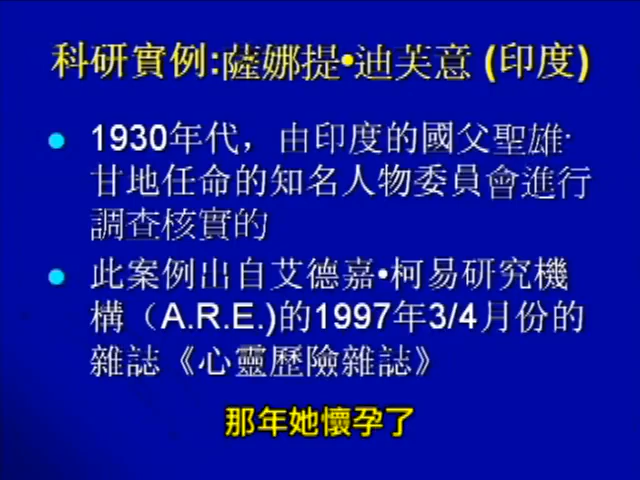 科研實例:薩娜提•迪芙意 (印度)
1930年代，由印度的國父聖雄·
甘地任命的知名人物委員會進行
調查核實的
此案例出自艾德嘉•柯易研究機
構（A.R.E.)的1997年3/4月份的
雜誌《心靈歷險雜誌》
那年她懷孕了